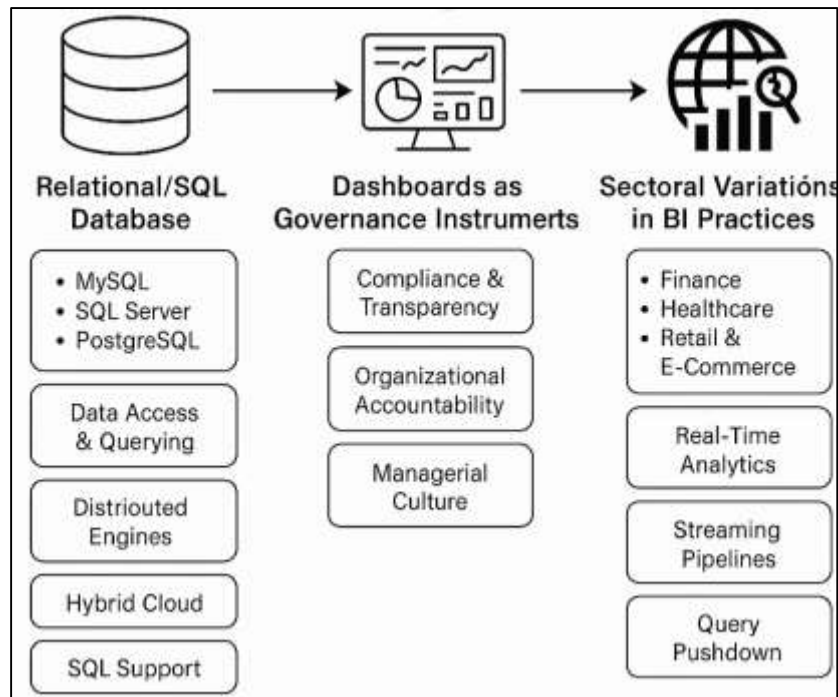 Relational/SQL
Database
• MySQL
• SQL Server
• PostgreSQL
Data Access
& Querying
Distriouted
Engines
Hybrid Cloud
SQL Support
Dashboards as
Governance Instrumerts
Compliance &
Transparency
Organizational
Accountability
Managerial
Culture
Sectoral Variatións
in BI Practices
• Finance
• Healthcare
• Retail &
E-Commerce
Real-Time
Analytics
Streaming
Pipelines
Query
Pushdown